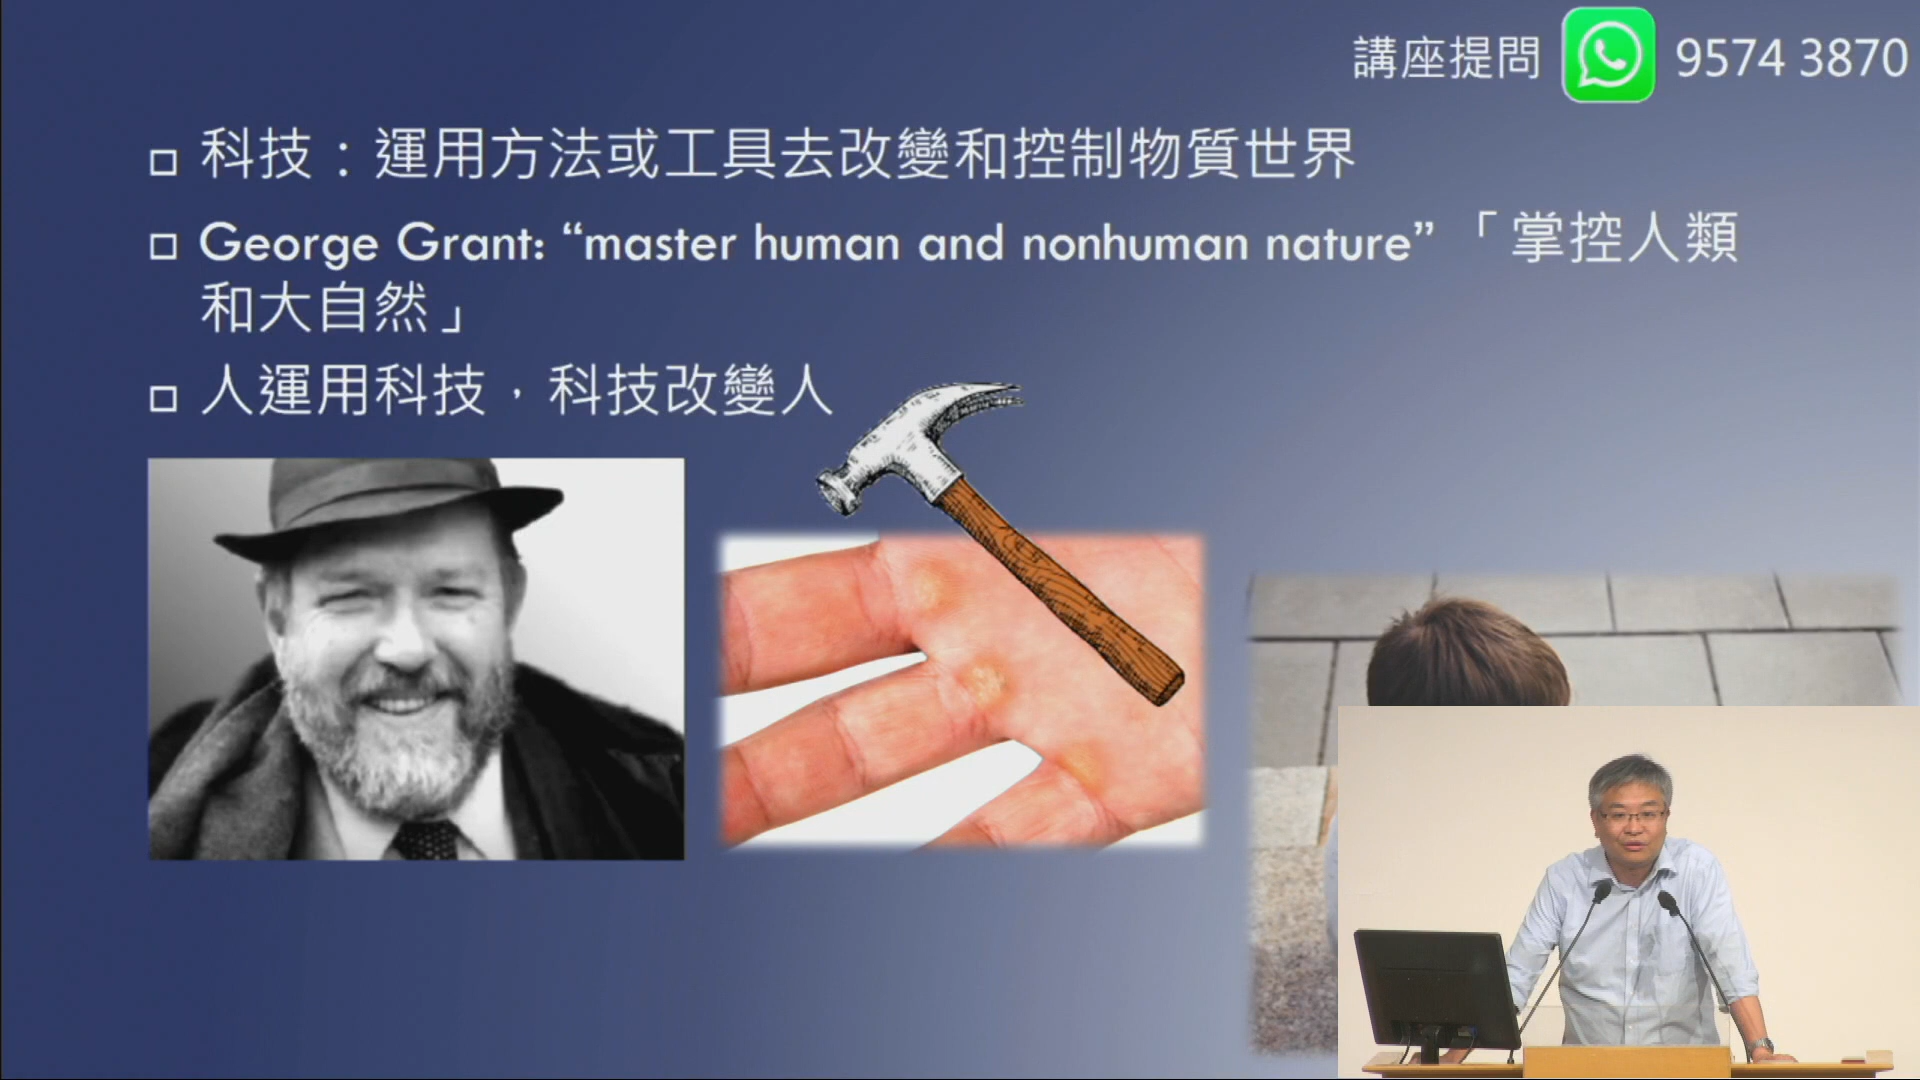 講座提問 9574 3870
科技：運用方法或工具去改變和控制物質世界
George Grant: “master human and nonhuman nature” 「掌控人類
和大自然」
人運用科技，科技改變人